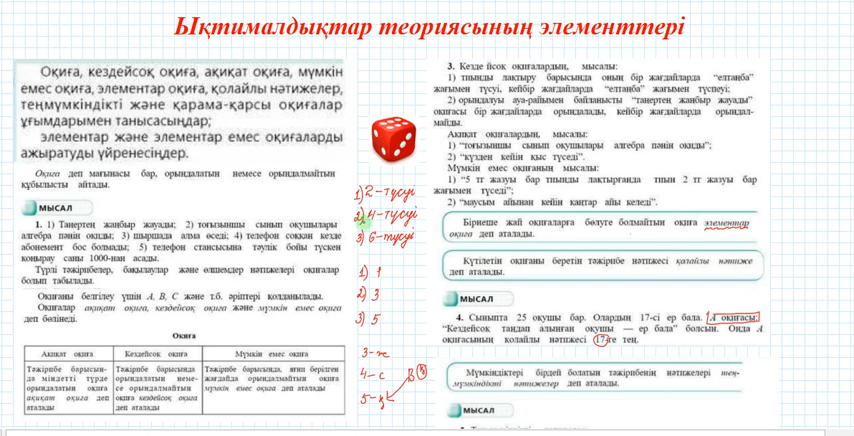 Ықтималдықтар теориясының элементтері
Оқиға, кездейсоқ оқиға, ақиқат оқиға, мүмкін
емес оқиға, элементар оқиға, қолайлы нәтижелер,
теңмүмкіндікті және қарама-қарсы оқиғалар
ұғымдарымен танысасыңдар;
элементар және элементар емес оқиғаларды
ажыратуды үйренесіңдер.
Оқиға деп мағынасы бар, орындалатын немесе орындалмайтын
құбылысты айтады.
МЫСАЛ
1. 1) Таңертең жаңбыр жауады; 2) тоғызыншы сынып оқушылары
алгебра пәнін оқиды; 3) шыршада алма өседі; 4) телефон соққан кезде
абонемент бос болмады; 5) телефон стансысына тәулік бойы түскен
қоңырау саны 1000-нан асады.
Түрлі тәжірибелер, бақылаулар және өлшемдер нәтижелері оқиғалар
болып табылады.
Оқиғаны белгілеу үшін A, B, C және т.б. әріптері қолданылады.
Оқиғалар ақиқат оқиға, кездейсоқ оқиға және мүмкін емес оқиға
деп бөлінеді.
Оқиға
Ақиқат оқиға Кездейсоқ оқиға Мүмкін емес оқиға
Тәжірибе барысын-
да міндетті түрде
орындалатын оқиға
ақиқат оқиға деп
аталады
Тәжірибе барысында
орындалатын неме-
се орындалмайтын
оқиға кездейсоқ оқиға
деп аталады
Тәжірибе барысында, яғни берілген
жағдайда орындалмайтын оқиға
мүмкін емес оқиға деп аталады
1) 2-түсуі
2) 4-түсуі
3) 6-түсуі
1) 1
2) 3
3) 5
3-ж
4-с
5-қ
B
3. Кездейсоқ оқиғалардың, мысалы:
1) тиынды лақтыру барысында оның бір жағдайларда “елтаңба”
жағымен түсуі, кейбір жағдайларда “елтаңба” жағымен түспеуі;
2) орындалуы ауа-райымен байланысты “таңертең жаңбыр жауады”
оқиғасы бір жағдайларда орындалады, кейбір жағдайларда орындал-
майды.
Ақиқат оқиғалардың, мысалы:
1) “тоғызыншы сынып оқушылары алгебра пәнін оқиды”;
2) “күзден кейін қыс түседі”.
Мүмкін емес оқиғаның мысалы:
1) “5 тг жазуы бар тиынды лақтырғанда тиын 2 тг жазуы бар
жағымен түседі”;
2) “маусым айынан кейін қаңтар айы келеді”.
Бірнеше жай оқиғаларға бөлуге болмайтын оқиға элементар
оқиға деп аталады.
Күтілетін оқиғаны беретін тәжірибе нәтижесі қолайлы нәтиже
деп аталады.
МЫСАЛ
4. Сыныпта 25 оқушы бар. Олардың 17-сі ер бала. A оқиғасы:
“Кездейсоқ таңдап алынған оқушы — ер бала” болсын. Онда A
оқиғасының қолайлы нәтижесі 17-ге тең.
Мүмкіндіктері бірдей болатын тәжірибенің нәтижелері тең-
мүмкіндікті нәтижелер деп аталады.
МЫСАЛ